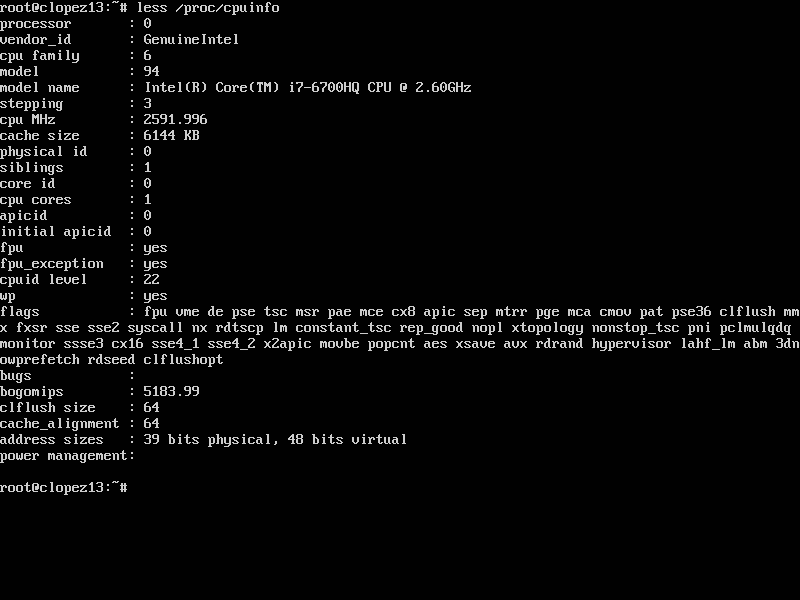 root@clopez13:~# less /proc/cpuinfo
processor : 0
vendor_id : GenuineIntel
cpu family : 6
model : 94
model name : Intel(R) Core(TM) i7-6700HQ CPU @ 2.60GHz
stepping : 3
cpu MHz : 2591.996
cache size : 6144 KB
physical id : 0
siblings : 1
core id : 0
cpu cores : 1
apicid : 0
initial apicid : 0
fpu : yes
fpu_exception : yes
cpuid level : 22
wp : yes
flags : fpu vme de pse tsc msr pae mce cx8 apic sep mtrr pge mca cmov pat pse36 clflush mm
x fxsr sse sse2 syscall nx rdtscp lm constant_tsc rep_good nopl xtopology nonstop_tsc pni pclmulqdq
monitor ssse3 cx16 sse4_1 sse4_2 x2apic movbe popcnt aes xsave avx rdrand hypervisor lahf_lm abm 3dn
owprefetch rdseed clflushopt
bugs :
bogomips : 5183.99
clflush size : 64
cache_alignment : 64
address sizes : 39 bits physical, 48 bits virtual
power management:
root@clopez13:~#